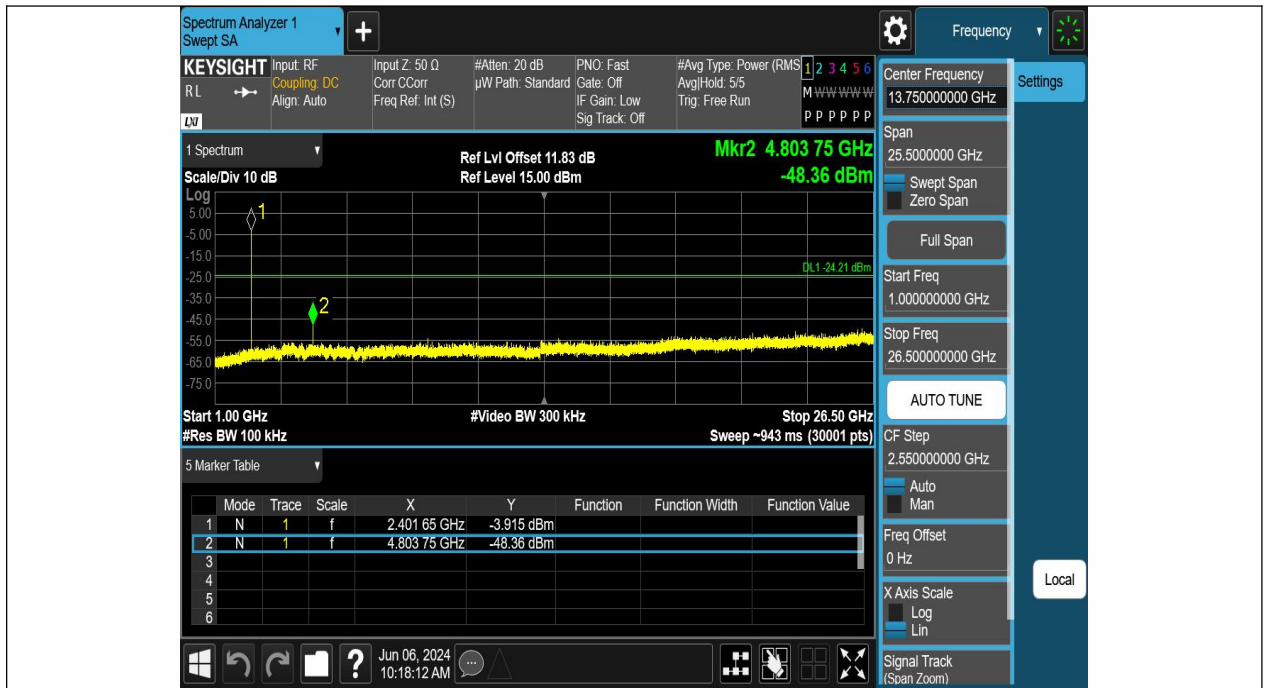 Spectrum Analyzer 1
Swept SA
+
Frequency
KEYSIGHT
R L
LXI
Input: RF
Coupling: DC
Align: Auto
Input Z: 50 Ω
Corr CCorr
Freq Ref: Int (S)
#Atten: 20 dB
µW Path: Standard
PNO: Fast
Gate: Off
IF Gain: Low
Sig Track: Off
#Avg Type: Power (RMS
Avg|Hold: 5/5
Trig: Free Run
1 2 3 4 5 6
M W W W W W
P P P P P P
1 Spectrum
Scale/Div 10 dB
Ref Lvl Offset 11.83 dB
Ref Level 15.00 dBm
Mkr2 4.803 75 GHz
-48.36 dBm
Log
5.00
-5.00
-15.0
-25.0
-35.0
-45.0
-55.0
-65.0
-75.0
1
2
DL1 -24.21 dBm
Start 1.00 GHz
#Res BW 100 kHz
#Video BW 300 kHz
Stop 26.50 GHz
Sweep ~943 ms (30001 pts)
5 Marker Table
Mode Trace Scale X Y Function Function Width Function Value
1 N 1 f 2.401 65 GHz -3.915 dBm
2 N 1 f 4.803 75 GHz -48.36 dBm
3
4
5
6
?
Jun 06, 2024
10:18:12 AM
Center Frequency
13.750000000 GHz
Settings
Span
25.5000000 GHz
Swept Span
Zero Span
Full Span
Start Freq
1.000000000 GHz
Stop Freq
26.500000000 GHz
AUTO TUNE
CF Step
2.550000000 GHz
Auto
Man
Freq Offset
0 Hz
X Axis Scale
Log
Lin
Local
Signal Track
(Span Zoom)